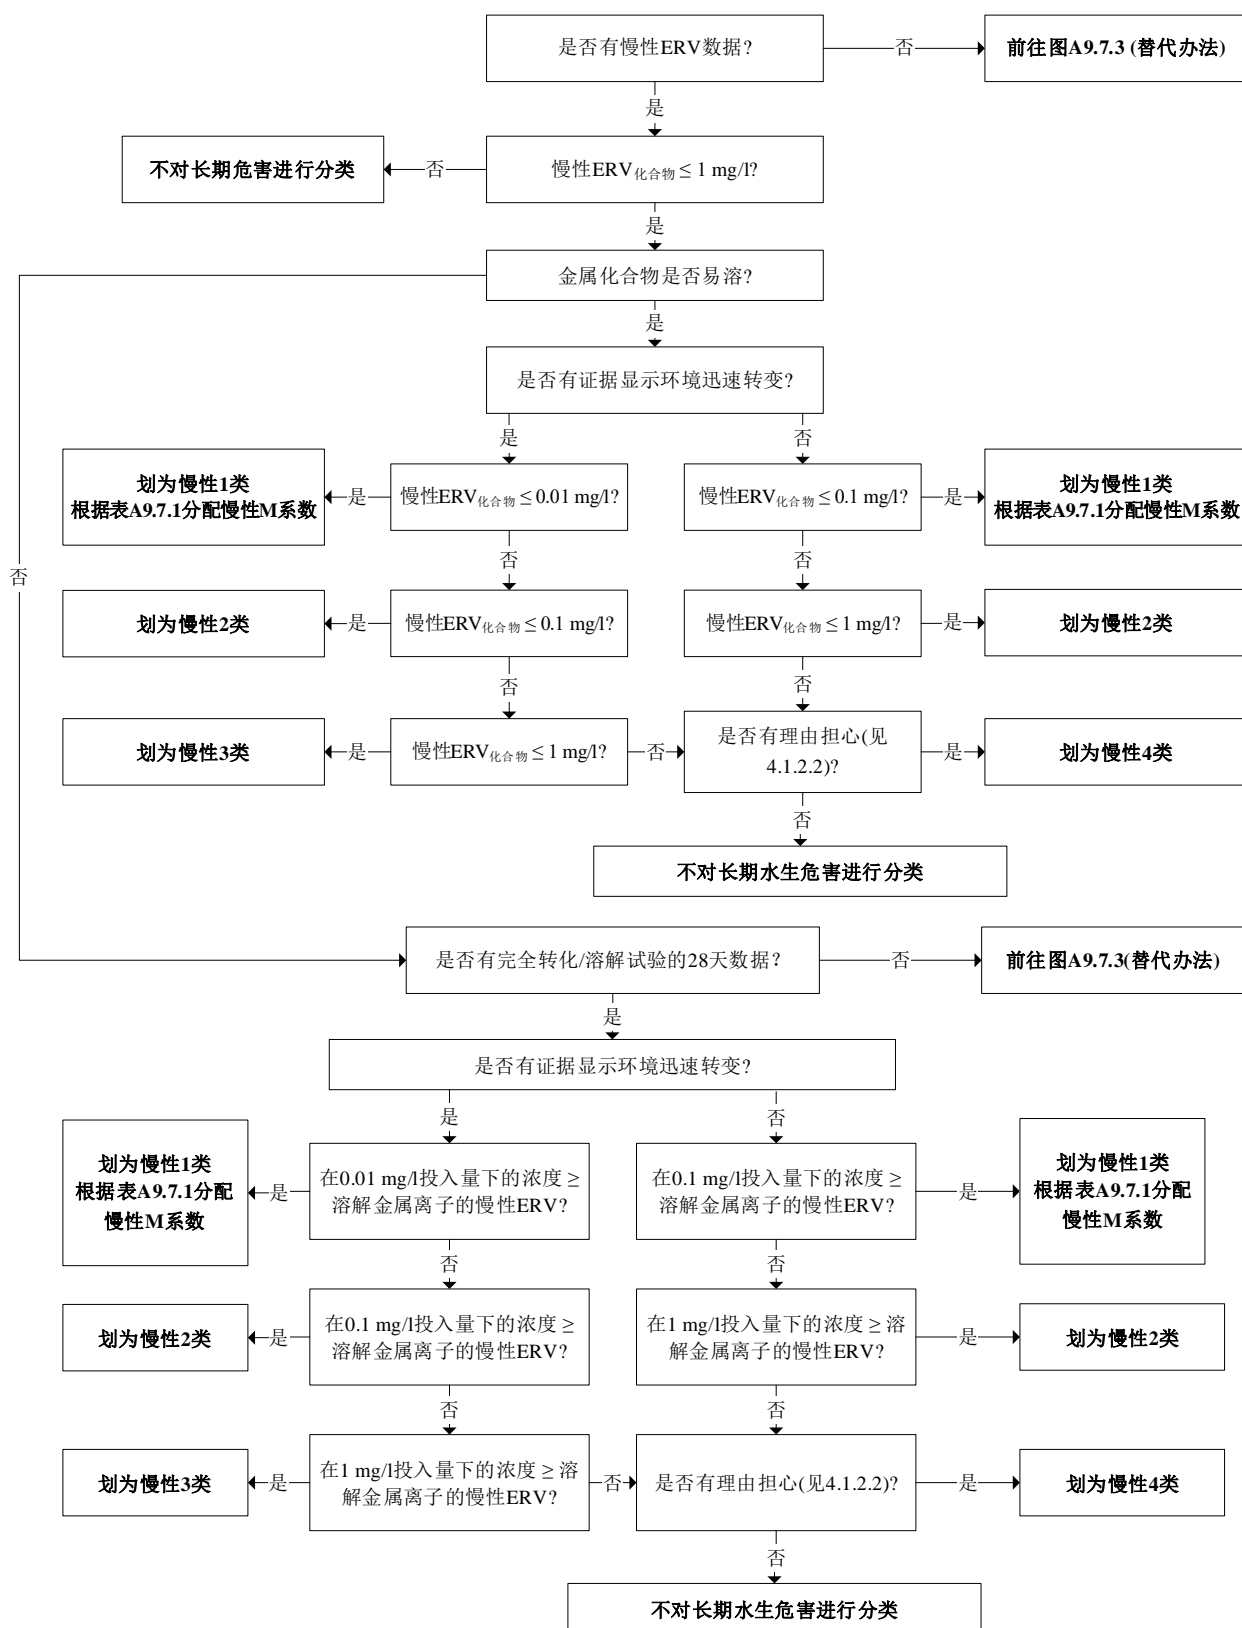 是否有慢性ERV数据?
否
前往图A9.7.3 (替代办法)
是
不对长期危害进行分类
否
慢性ERV化合物 ≤ 1 mg/l?
是
金属化合物是否易溶?
是
是否有证据显示环境迅速转变?
是
否
划为慢性1类
根据表A9.7.1分配慢性M系数
是
慢性ERV化合物 ≤ 0.01 mg/l?
慢性ERV化合物 ≤ 0.1 mg/l?
是
划为慢性1类
根据表A9.7.1分配慢性M系数
否
否
否
划为慢性2类
是
慢性ERV化合物 ≤ 0.1 mg/l?
慢性ERV化合物 ≤ 1 mg/l?
是
划为慢性2类
否
否
划为慢性3类
是
慢性ERV化合物 ≤ 1 mg/l?
否
是否有理由担心(见
4.1.2.2)?
是
划为慢性4类
否
不对长期水生危害进行分类
是否有完全转化/溶解试验的28天数据?
否
前往图A9.7.3(替代办法)
是
是否有证据显示环境迅速转变?
是
否
划为慢性1类
根据表A9.7.1分配
慢性M系数
是
在0.01 mg/l投入量下的浓度 ≥
溶解金属离子的慢性ERV?
在0.1 mg/l投入量下的浓度 ≥
溶解金属离子的慢性ERV?
是
划为慢性1类
根据表A9.7.1分配
慢性M系数
否
否
划为慢性2类
是
在0.1 mg/l投入量下的浓度 ≥
溶解金属离子的慢性ERV?
在1 mg/l投入量下的浓度 ≥ 溶
解金属离子的慢性ERV?
是
划为慢性2类
否
否
划为慢性3类
是
在1 mg/l投入量下的浓度 ≥ 溶
解金属离子的慢性ERV?
否
是否有理由担心(见4.1.2.2)?
是
划为慢性4类
否
不对长期水生危害进行分类